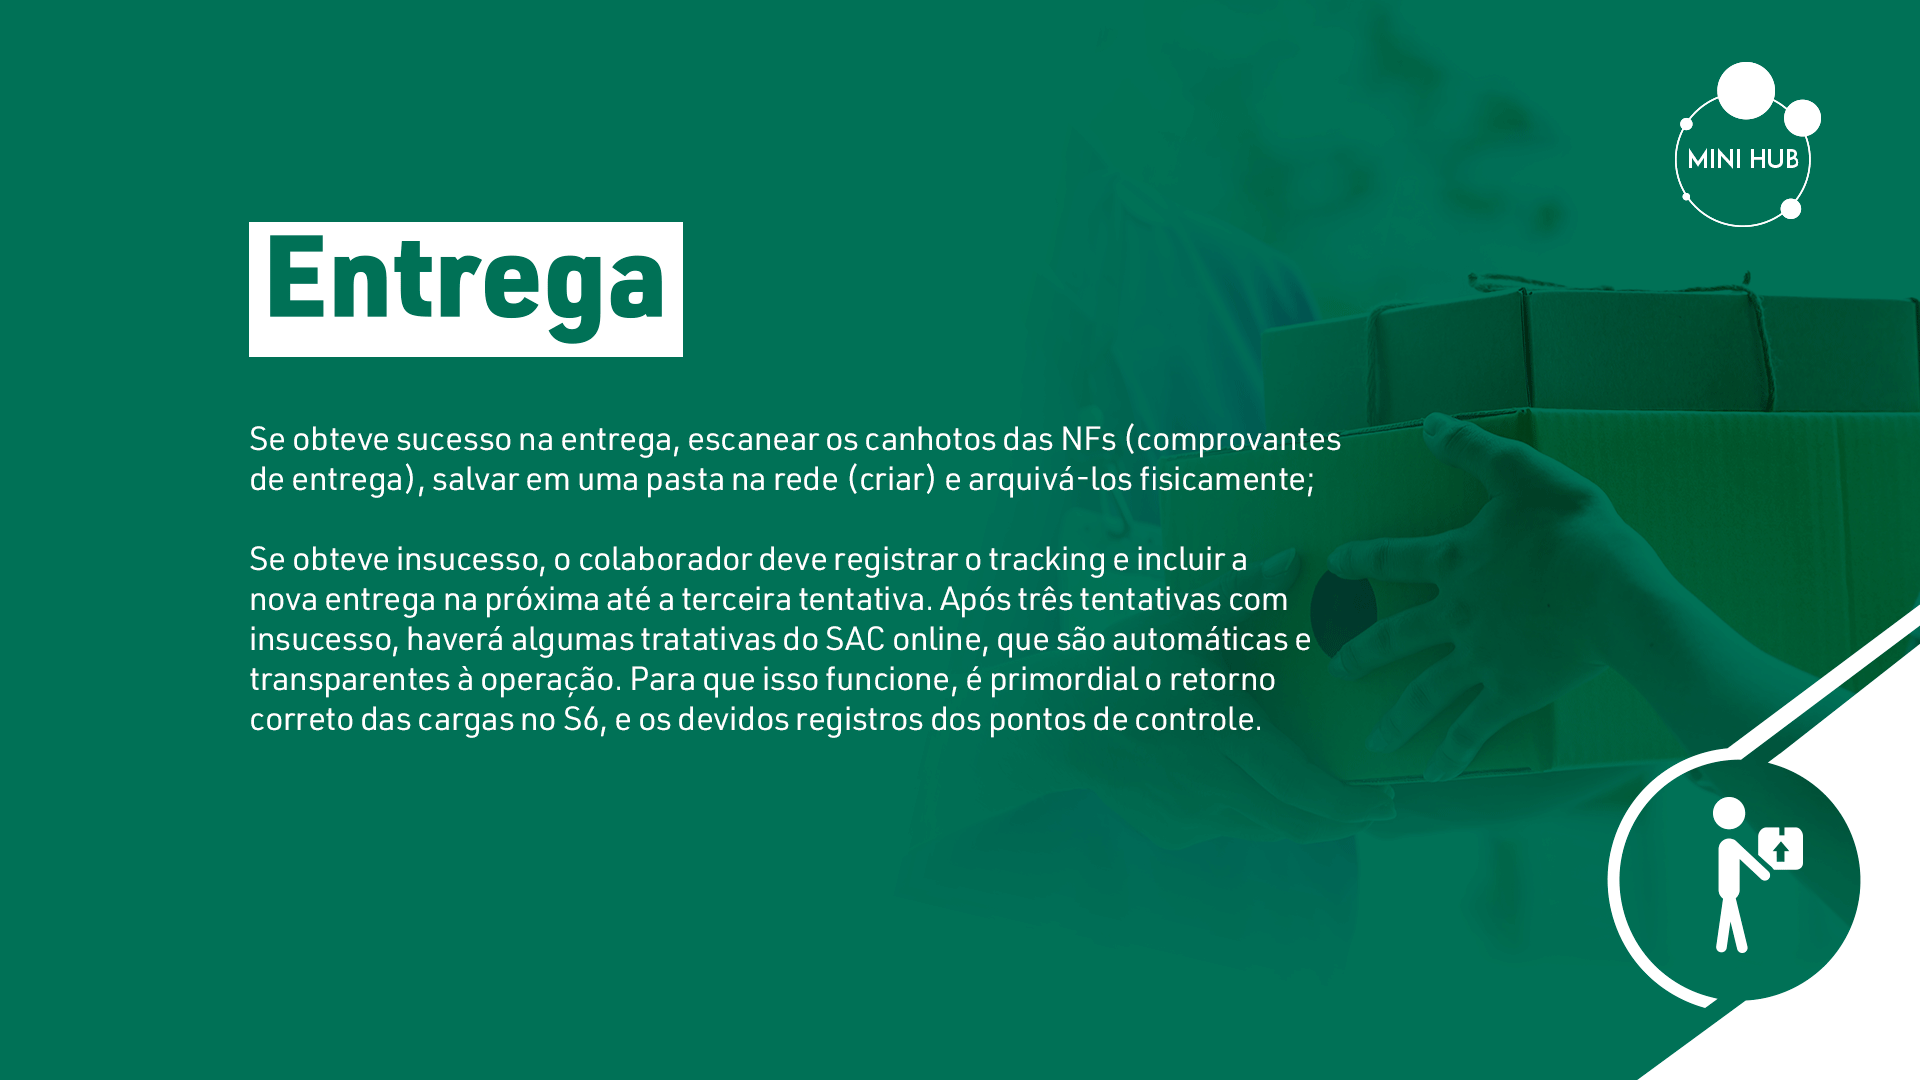 MINI HUB
Entrega
Se obteve sucesso na entrega, escanear os canhotos das NFs (comprovantes
de entrega), salvar em uma pasta na rede (criar) e arquivá-los fisicamente;
Se obteve insucesso, o colaborador deve registrar o tracking e incluir a
nova entrega na próxima até a terceira tentativa. Após três tentativas com
insucesso, haverá algumas tratativas do SAC online, que são automáticas e
transparentes à operação. Para que isso funcione, é primordial o retorno
correto das cargas no S6, e os devidos registros dos pontos de controle.